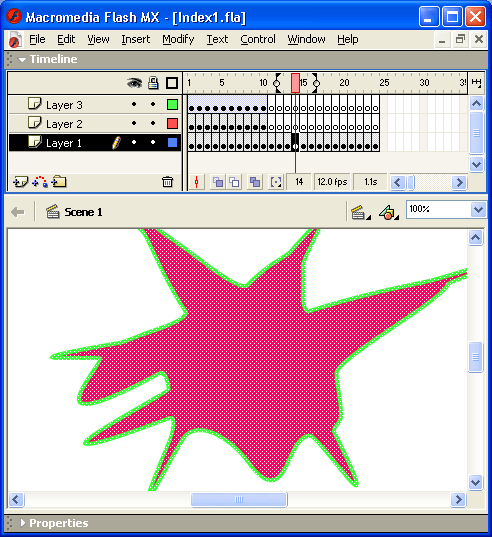 Macromedia Flash MX - [Index1.fla]
File Edit View Insert Modify Text Control Window Help
Timeline
1 5 10 15 20 25 30 35
Layer 3
Layer 2
Layer 1
14 12.0 fps 1.1s
Scene 1 100%
Properties